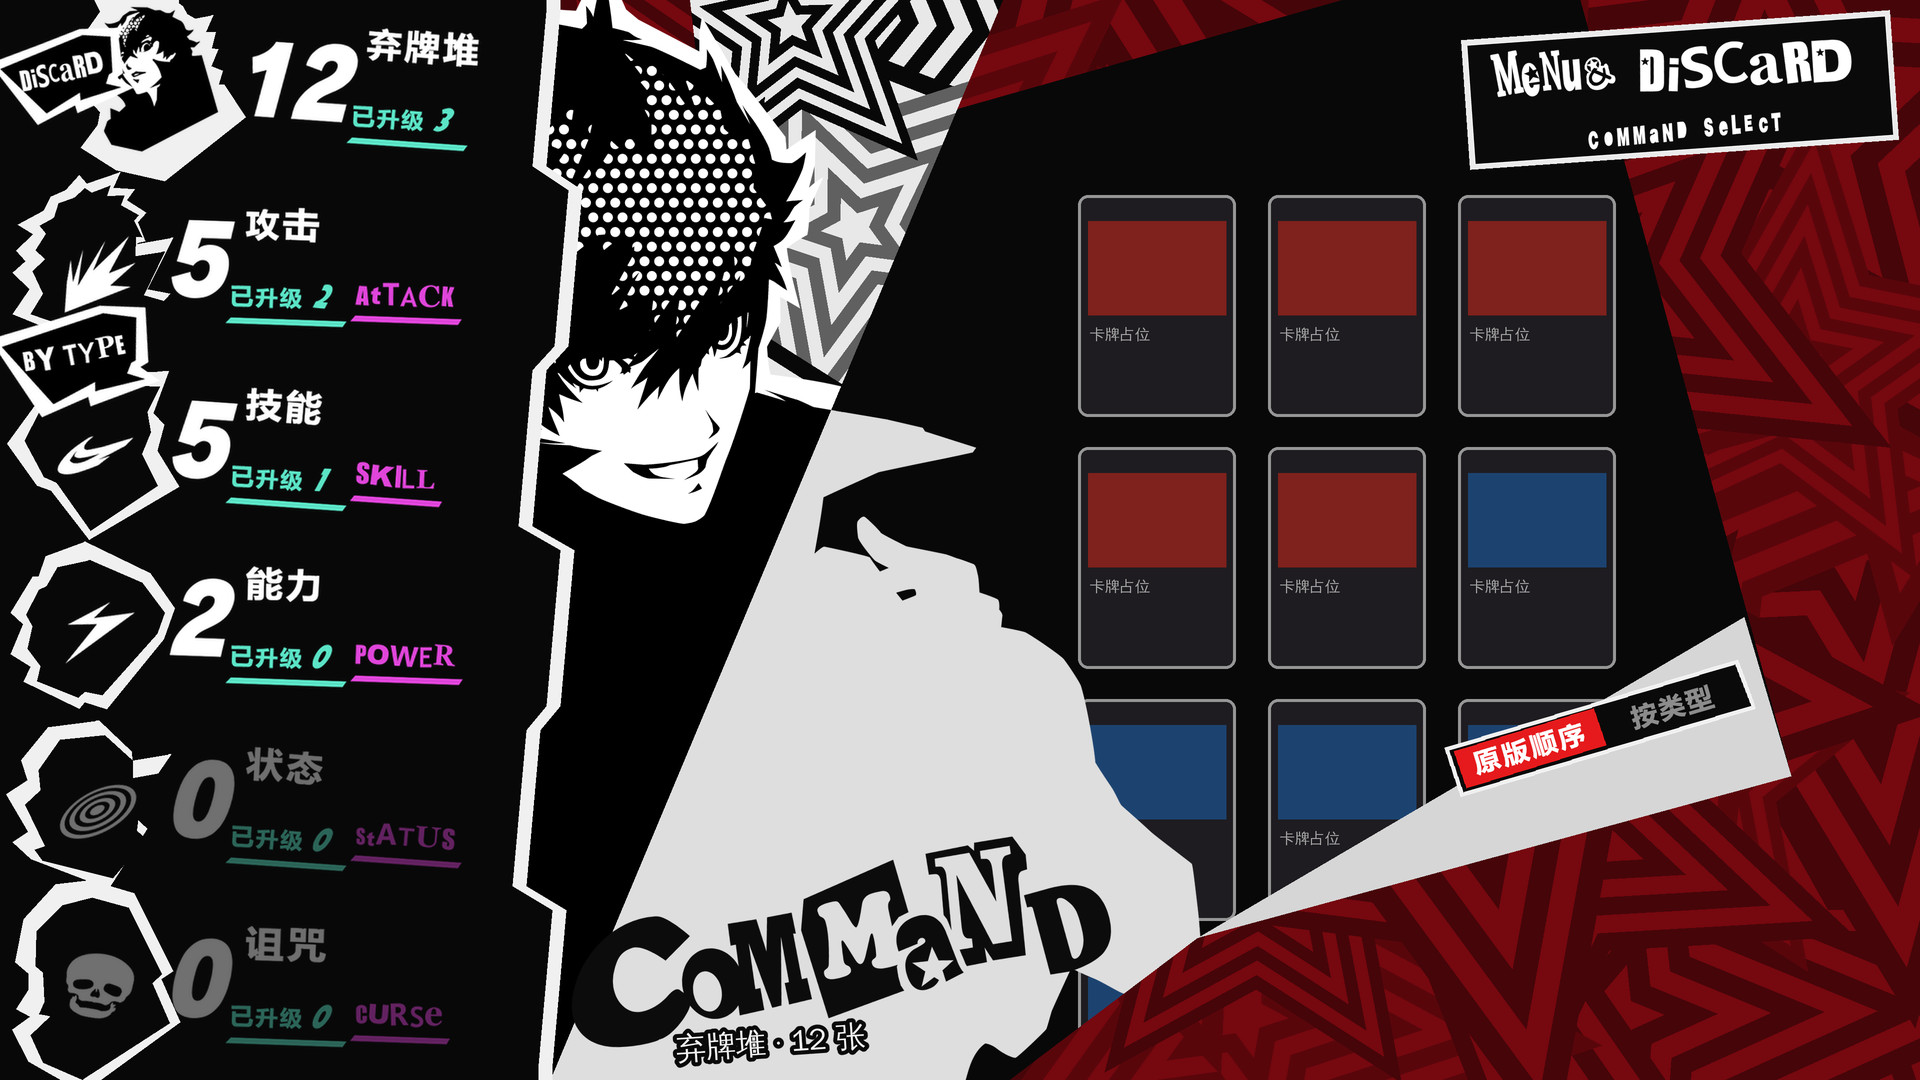 DiSCaRD
12 弃牌堆
已升级 3
5 攻击
已升级 2 AtTACK
BY TYPE
5 技能
已升级 1 SKILL
2 能力
已升级 0 POWER
0 状态
已升级 0 stATUS
0 诅咒
已升级 0 cURSe
MeNu& DiSCaRD
CoMMaND SeLEcT
卡牌占位 卡牌占位 卡牌占位
卡牌占位 卡牌占位 卡牌占位
卡牌占位
原版顺序 按类型
CoMMaND
弃牌堆·12 张